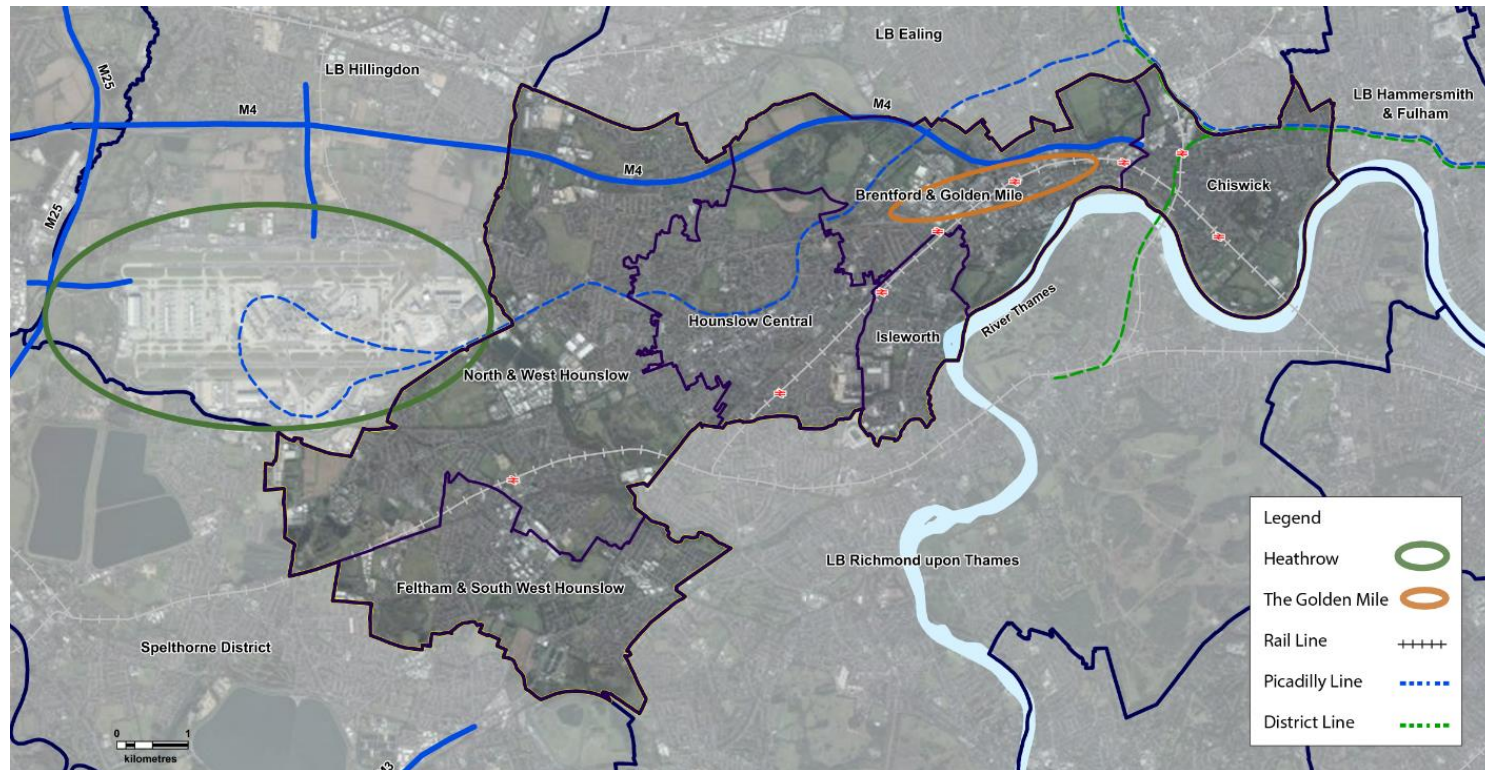 LB Ealing
LB Hillingdon
M25
M4
M4
LB Hammersmith
& Fulham
M4
M25
Brentford & Golden Mile
Chiswick
Hounslow Central
Isleworth
River Thames
North & West Hounslow
Feltham & South West Hounslow
LB Richmond upon Thames
Spelthorne District
M3
0 1
kilometres
Legend
Heathrow
The Golden Mile
Rail Line
Picadilly Line
District Line